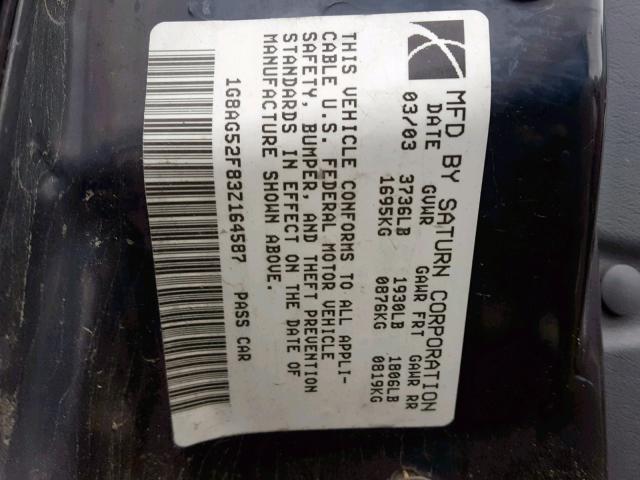 MFD BY SATURN CORPORATION
DATE GVWR GAWR FRT GAWR RR
03/03 3736LB 1930LB 1806LB
1695KG 0876KG 0819KG
THIS VEHICLE CONFORMS TO ALL APPLI-
CABLE U.S. FEDERAL MOTOR VEHICLE
SAFETY, BUMPER, AND THEFT PREVENTION
STANDARDS IN EFFECT ON THE DATE OF
MANUFACTURE SHOWN ABOVE.
1G8AG52F83Z164587 PASS CAR